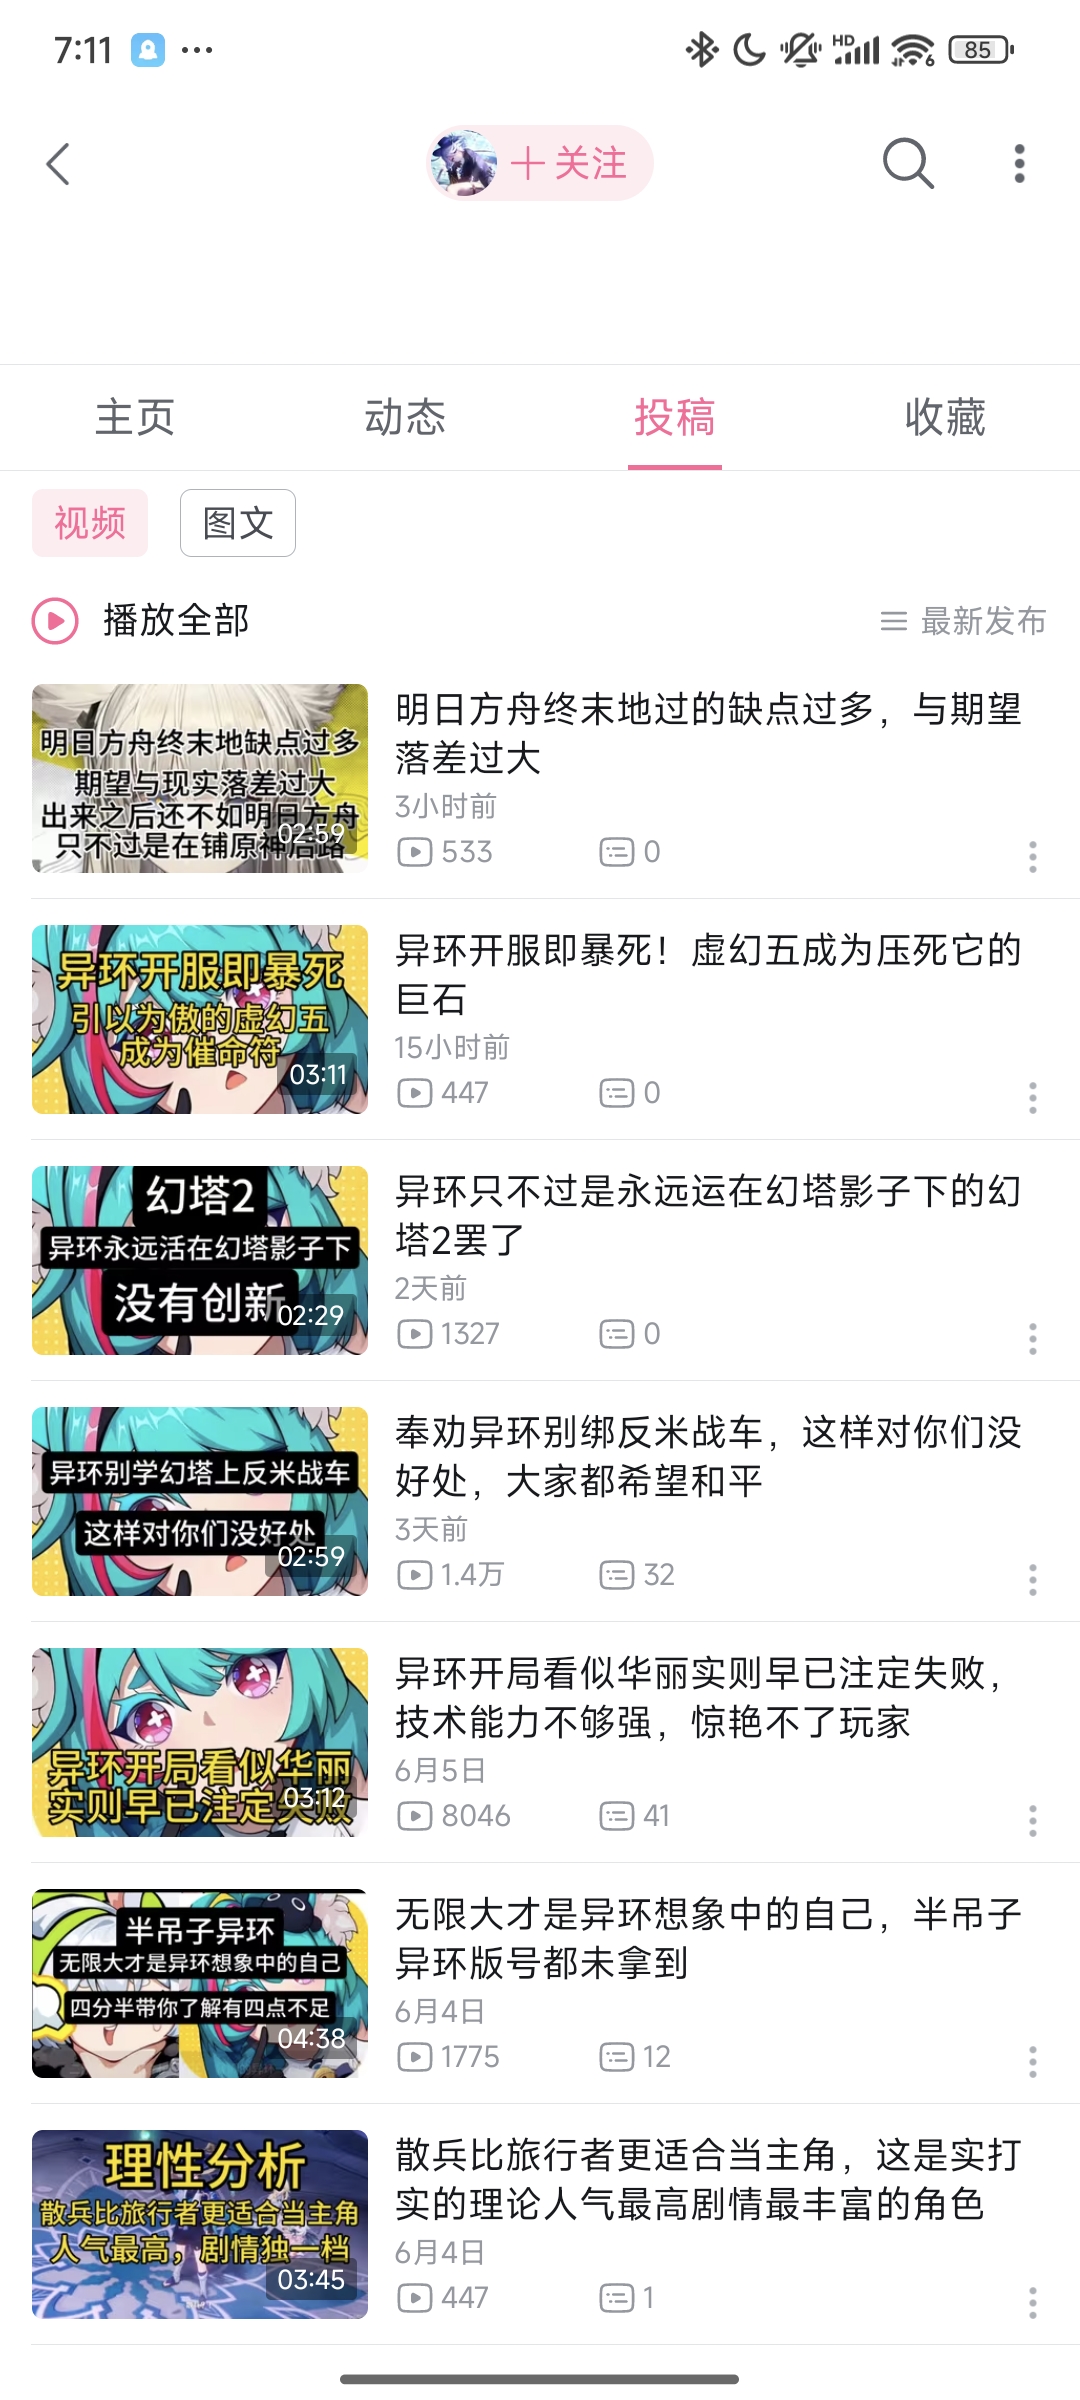 7:11
HD
6
85
关注
主页
动态
投稿
收藏
视频
图文
播放全部
最新发布
明日方舟终末地缺点过多
期望与现实落差过大
出来之后还不如明日方舟
只不过是在铺原神后路
02:59
明日方舟终末地过的缺点过多，与期望
落差过大
3小时前
533
0
异环开服即暴死
引以为傲的虚幻五
成为催命符
03:11
异环开服即暴死！虚幻五成为压死它的
巨石
15小时前
447
0
幻塔2
异环永远活在幻塔影子下
没有创新
02:29
异环只不过是永远运在幻塔影子下的幻
塔2罢了
2天前
1327
0
异环别学幻塔上反米战车
这样对你们没好处
02:59
奉劝异环别绑反米战车，这样对你们没
好处，大家都希望和平
3天前
1.4万
32
异环开局看似华丽
实则早已注定失败
03:12
异环开局看似华丽实则早已注定失败，
技术能力不够强，惊艳不了玩家
6月5日
8046
41
半吊子异环
无限大才是异环想象中的自己
四分半带你了解有四点不足
04:38
无限大才是异环想象中的自己，半吊子
异环版号都未拿到
6月4日
1775
12
理性分析
散兵比旅行者更适合当主角
人气最高，剧情独一档
03:45
散兵比旅行者更适合当主角，这是实打
实的理论人气最高剧情最丰富的角色
6月4日
447
1